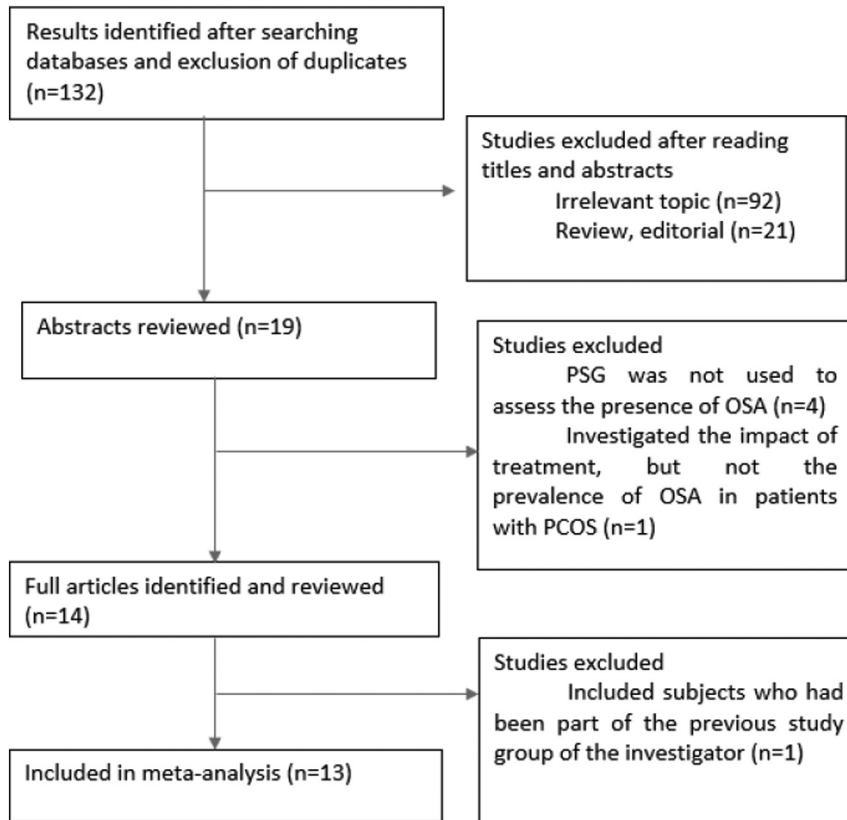 Results identified after searching
databases and exclusion of duplicates
(n=132)
Studies excluded after reading
titles and abstracts
Irrelevant topic (n=92)
Review, editorial (n=21)
Abstracts reviewed (n=19)
Studies excluded
PSG was not used to
assess the presence of OSA (n=4)
Investigated the impact of
treatment, but not the
prevalence of OSA in patients
with PCOS (n=1)
Full articles identified and reviewed
(n=14)
Studies excluded
Included subjects who had
been part of the previous study
group of the investigator (n=1)
Included in meta-analysis (n=13)